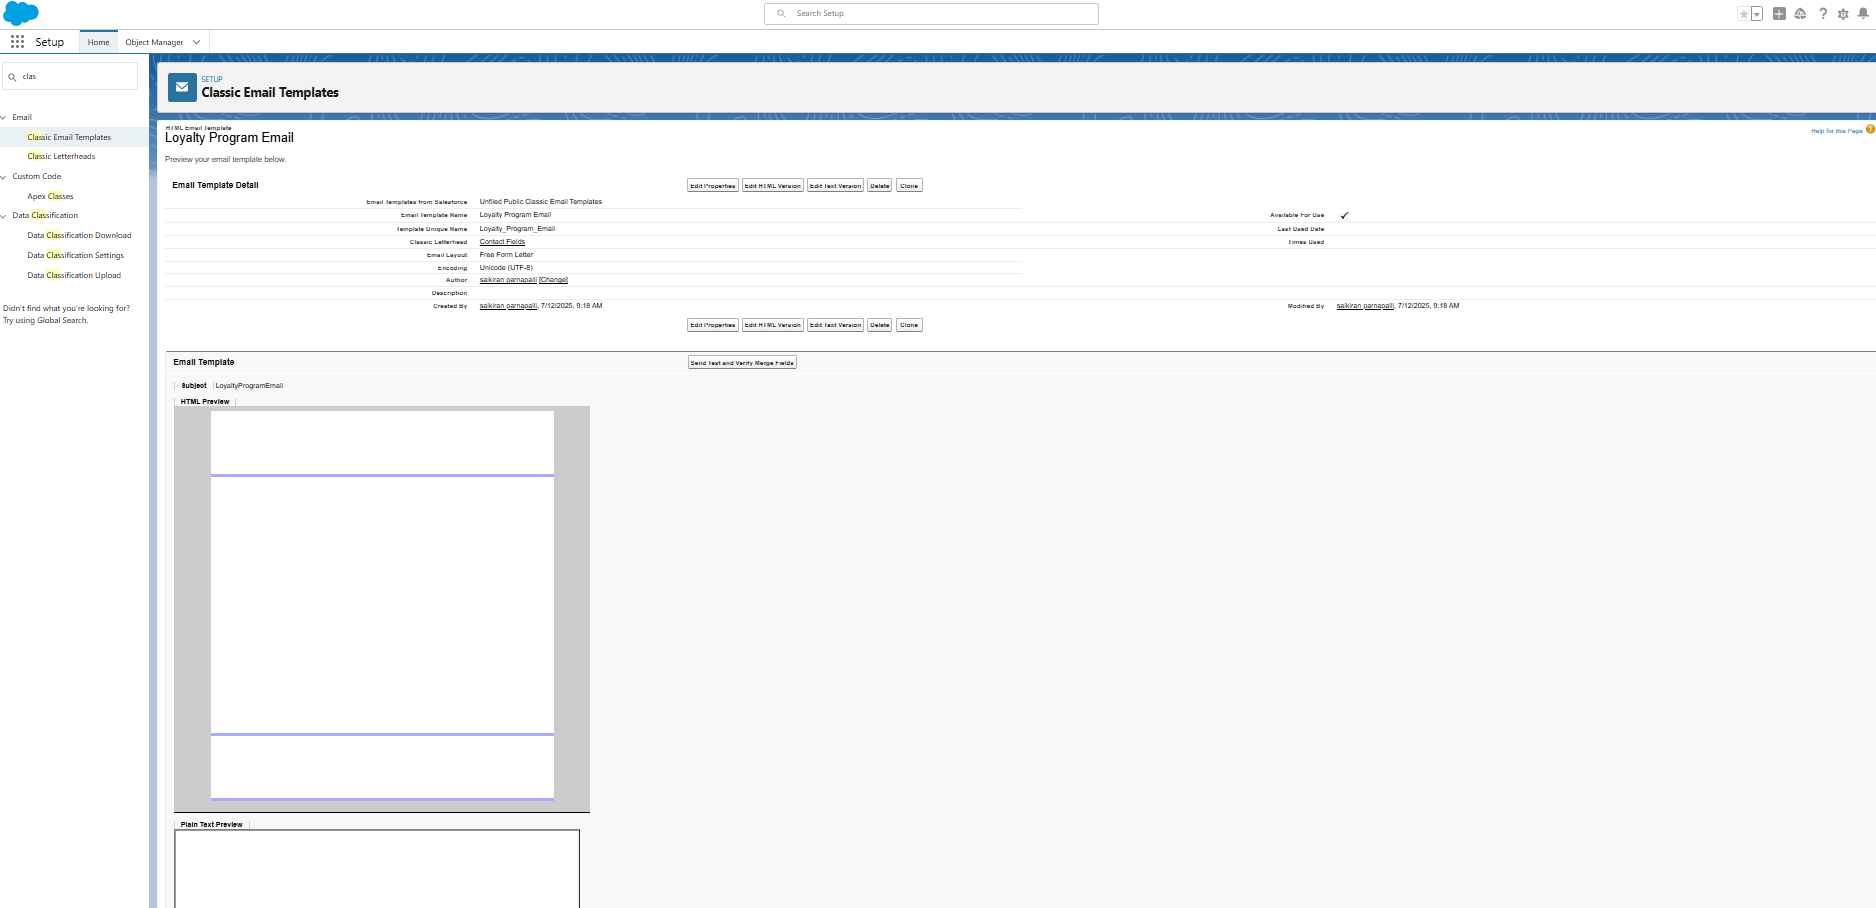 Search Setup
Setup
Home
Object Manager
clas
SETUP
Classic Email Templates
Email
Classic Email Templates
Classic Letterheads
Custom Code
Apex Classes
Data Classification
Data Classification Download
Data Classification Settings
Data Classification Upload
Didn't find what you're looking for?
Try using Global Search.
HTML Email Template
Loyalty Program Email
Help for this Page ?
Preview your email template below.
Email Template Detail
Edit Properties Edit HTML Version Edit Text Version Delete Clone
Email Templates from Salesforce Unfiled Public Classic Email Templates
Email Template Name Loyalty Program Email Available For Use ✓
Template Unique Name Loyalty_Program_Email Last Used Date
Classic Letterhead Contact Fields Times Used
Email Layout Free Form Letter
Encoding Unicode (UTF-8)
Author saikiran parnapalli [Change]
Description
Created By saikiran parnapalli, 7/12/2025, 9:18 AM Modified By saikiran parnapalli, 7/12/2025, 9:18 AM
Edit Properties Edit HTML Version Edit Text Version Delete Clone
Email Template
Send Test and Verify Merge Fields
Subject LoyaltyProgramEmail
HTML Preview
Plain Text Preview